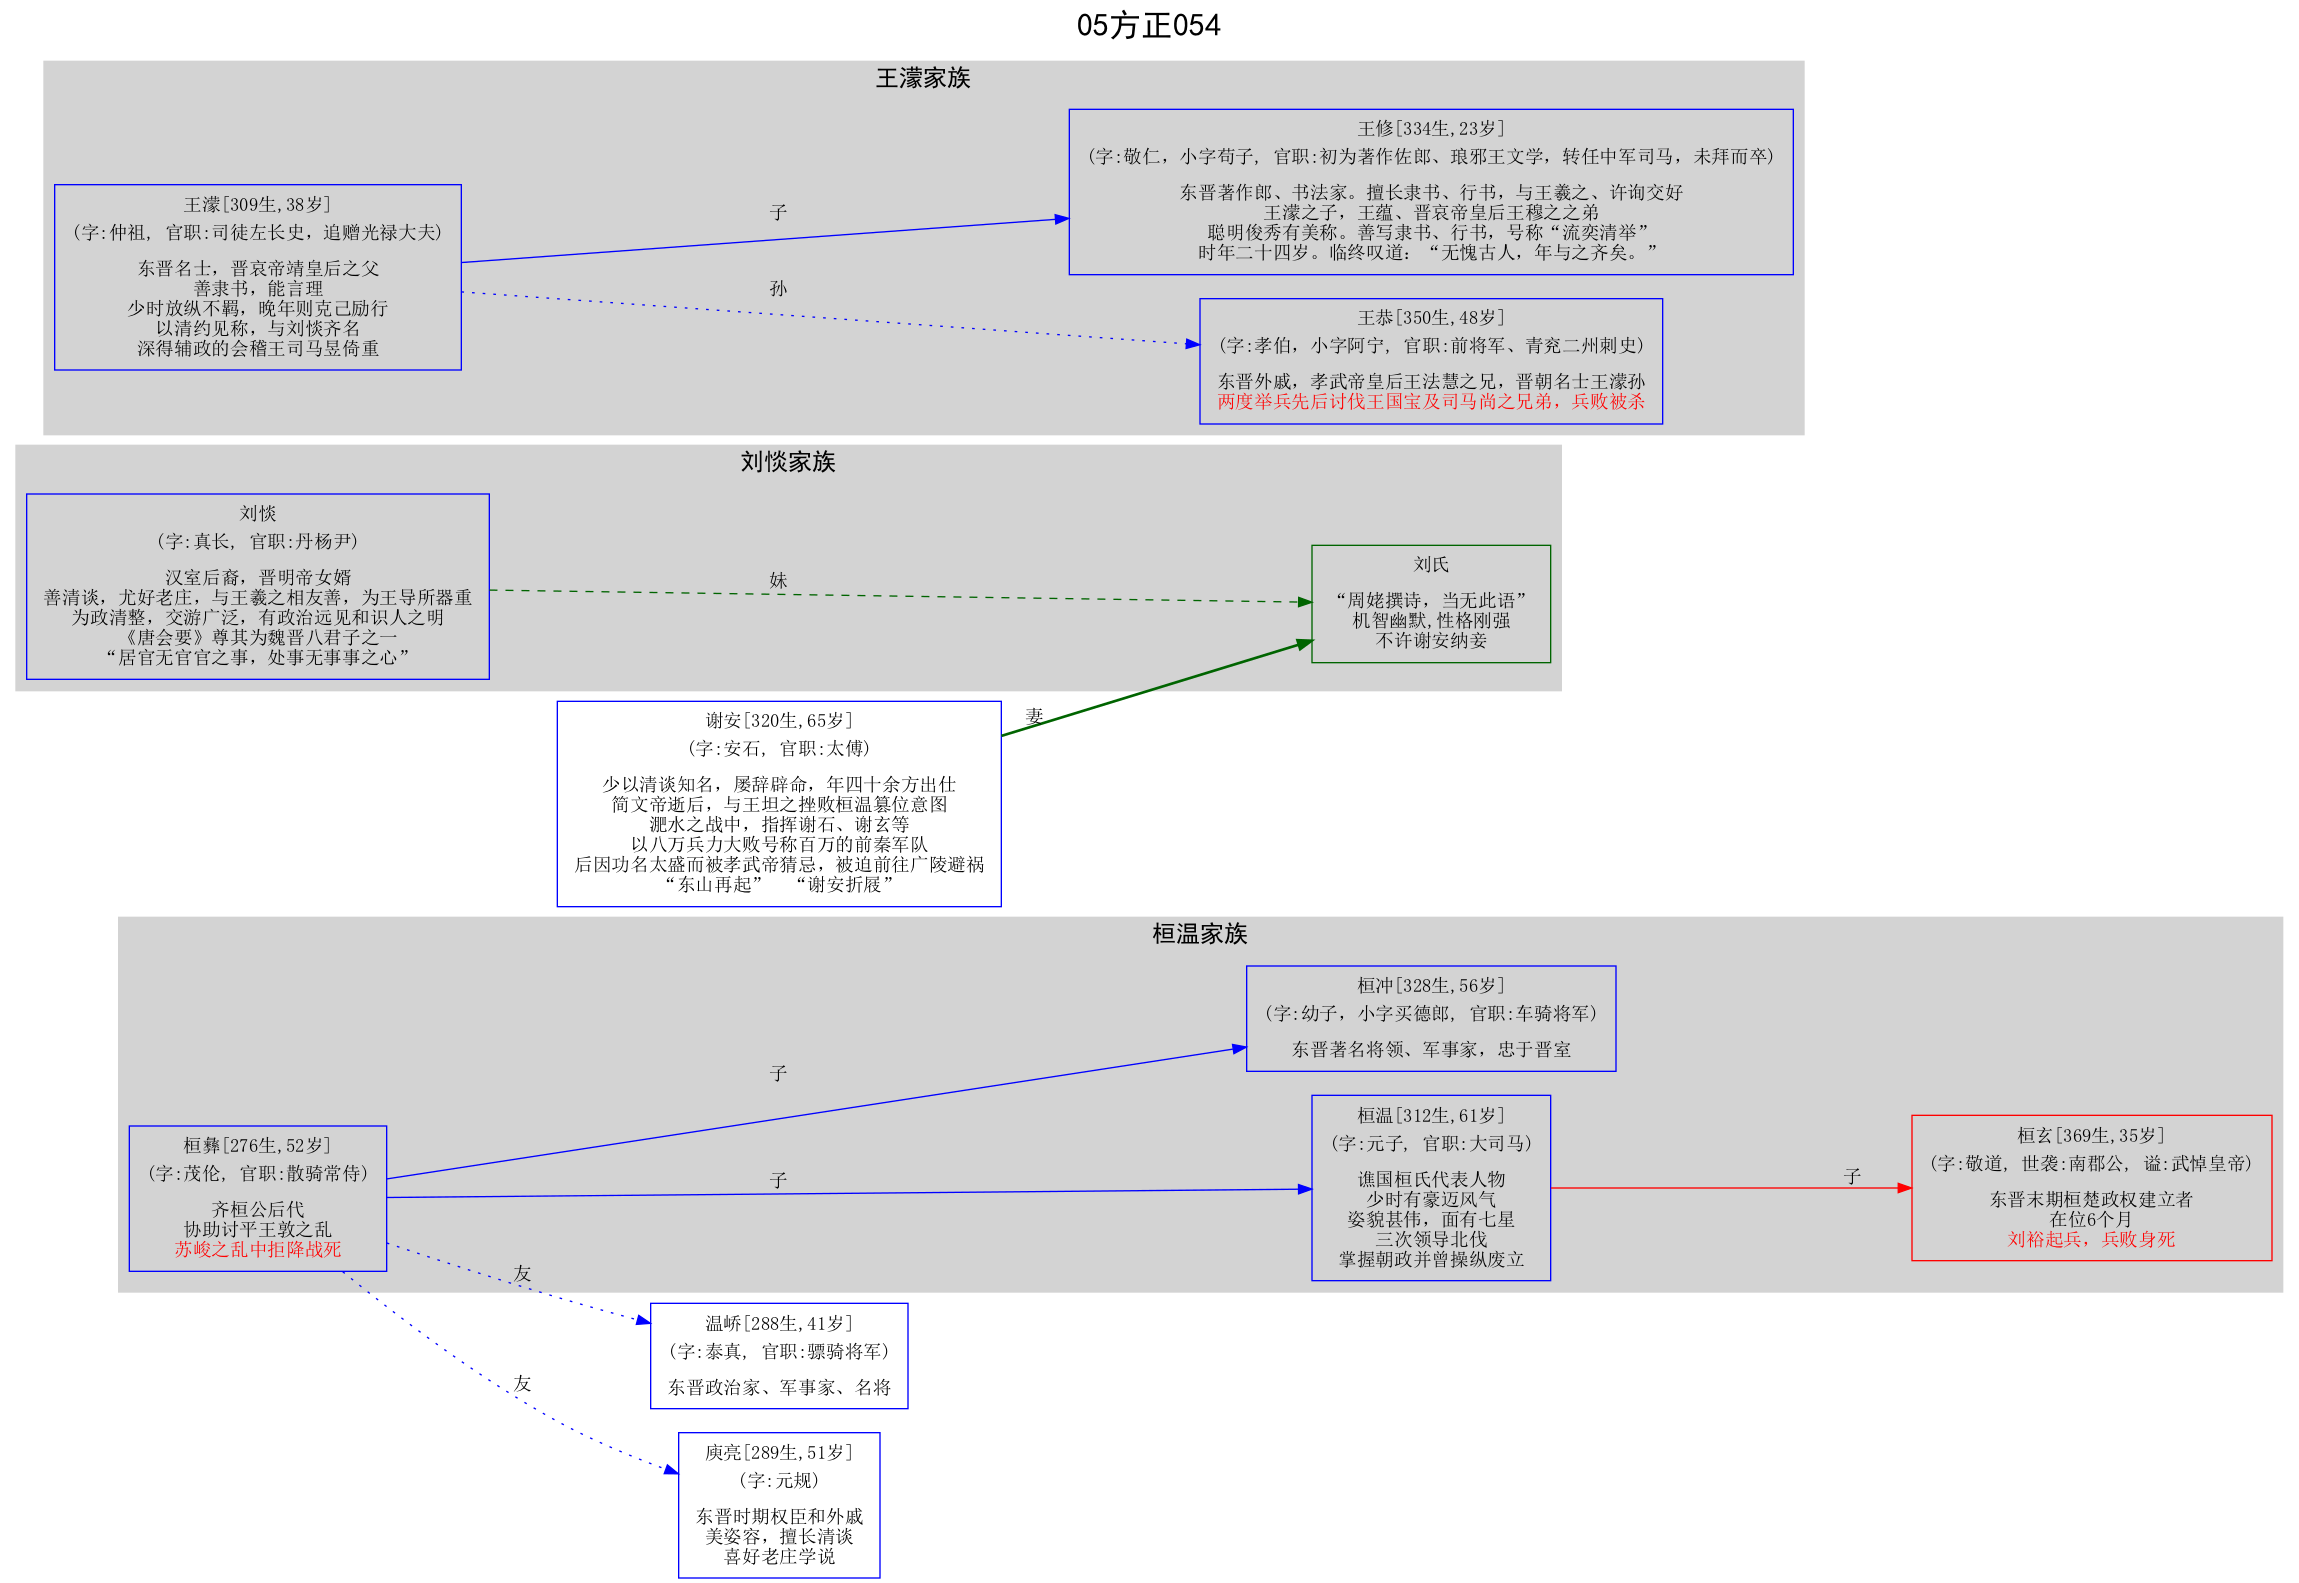 05方正054
王濛家族
王修[334生,23岁]
(字:敬仁，小字苟子, 官职:初为著作佐郎、琅邪王文学，转任中军司马，未拜而卒)
东晋著作郎、书法家。擅长隶书、行书，与王羲之、许询交好
王濛之子，王蕴、晋哀帝皇后王穆之之弟
聪明俊秀有美称。善写隶书、行书，号称“流奕清举”
时年二十四岁。临终叹道：“无愧古人，年与之齐矣。”
王濛[309生,38岁]
(字:仲祖, 官职:司徒左长史，追赠光禄大夫)
东晋名士，晋哀帝靖皇后之父
善隶书，能言理
少时放纵不羁，晚年则克己励行
以清约见称，与刘惔齐名
深得辅政的会稽王司马昱倚重
子
孙
王恭[350生,48岁]
(字:孝伯，小字阿宁, 官职:前将军、青兖二州刺史)
东晋外戚，孝武帝皇后王法慧之兄，晋朝名士王濛孙
两度举兵先后讨伐王国宝及司马尚之兄弟，兵败被杀
刘惔家族
刘惔
(字:真长, 官职:丹杨尹)
汉室后裔，晋明帝女婿
善清谈，尤好老庄，与王羲之相友善，为王导所器重
为政清整，交游广泛，有政治远见和识人之明
《唐会要》尊其为魏晋八君子之一
“居官无官官之事，处事无事事之心”
妹
刘氏
“周姥撰诗，当无此语”
机智幽默,性格刚强
不许谢安纳妾
妻
谢安[320生,65岁]
(字:安石, 官职:太傅)
少以清谈知名，屡辞辟命，年四十余方出仕
简文帝逝后，与王坦之挫败桓温篡位意图
淝水之战中，指挥谢石、谢玄等
以八万兵力大败号称百万的前秦军队
后因功名太盛而被孝武帝猜忌，被迫前往广陵避祸
“东山再起” “谢安折屐”
桓温家族
桓冲[328生,56岁]
(字:幼子，小字买德郎, 官职:车骑将军)
东晋著名将领、军事家，忠于晋室
子
桓彝[276生,52岁]
(字:茂伦, 官职:散骑常侍)
齐桓公后代
协助讨平王敦之乱
苏峻之乱中拒降战死
子
桓温[312生,61岁]
(字:元子, 官职:大司马)
谯国桓氏代表人物
少时有豪迈风气
姿貌甚伟，面有七星
三次领导北伐
掌握朝政并曾操纵废立
子
桓玄[369生,35岁]
(字:敬道, 世袭:南郡公, 谥:武悼皇帝)
东晋末期桓楚政权建立者
在位6个月
刘裕起兵，兵败身死
友
温峤[288生,41岁]
(字:泰真, 官职:骠骑将军)
东晋政治家、军事家、名将
友
庾亮[289生,51岁]
(字:元规)
东晋时期权臣和外戚
美姿容，擅长清谈
喜好老庄学说